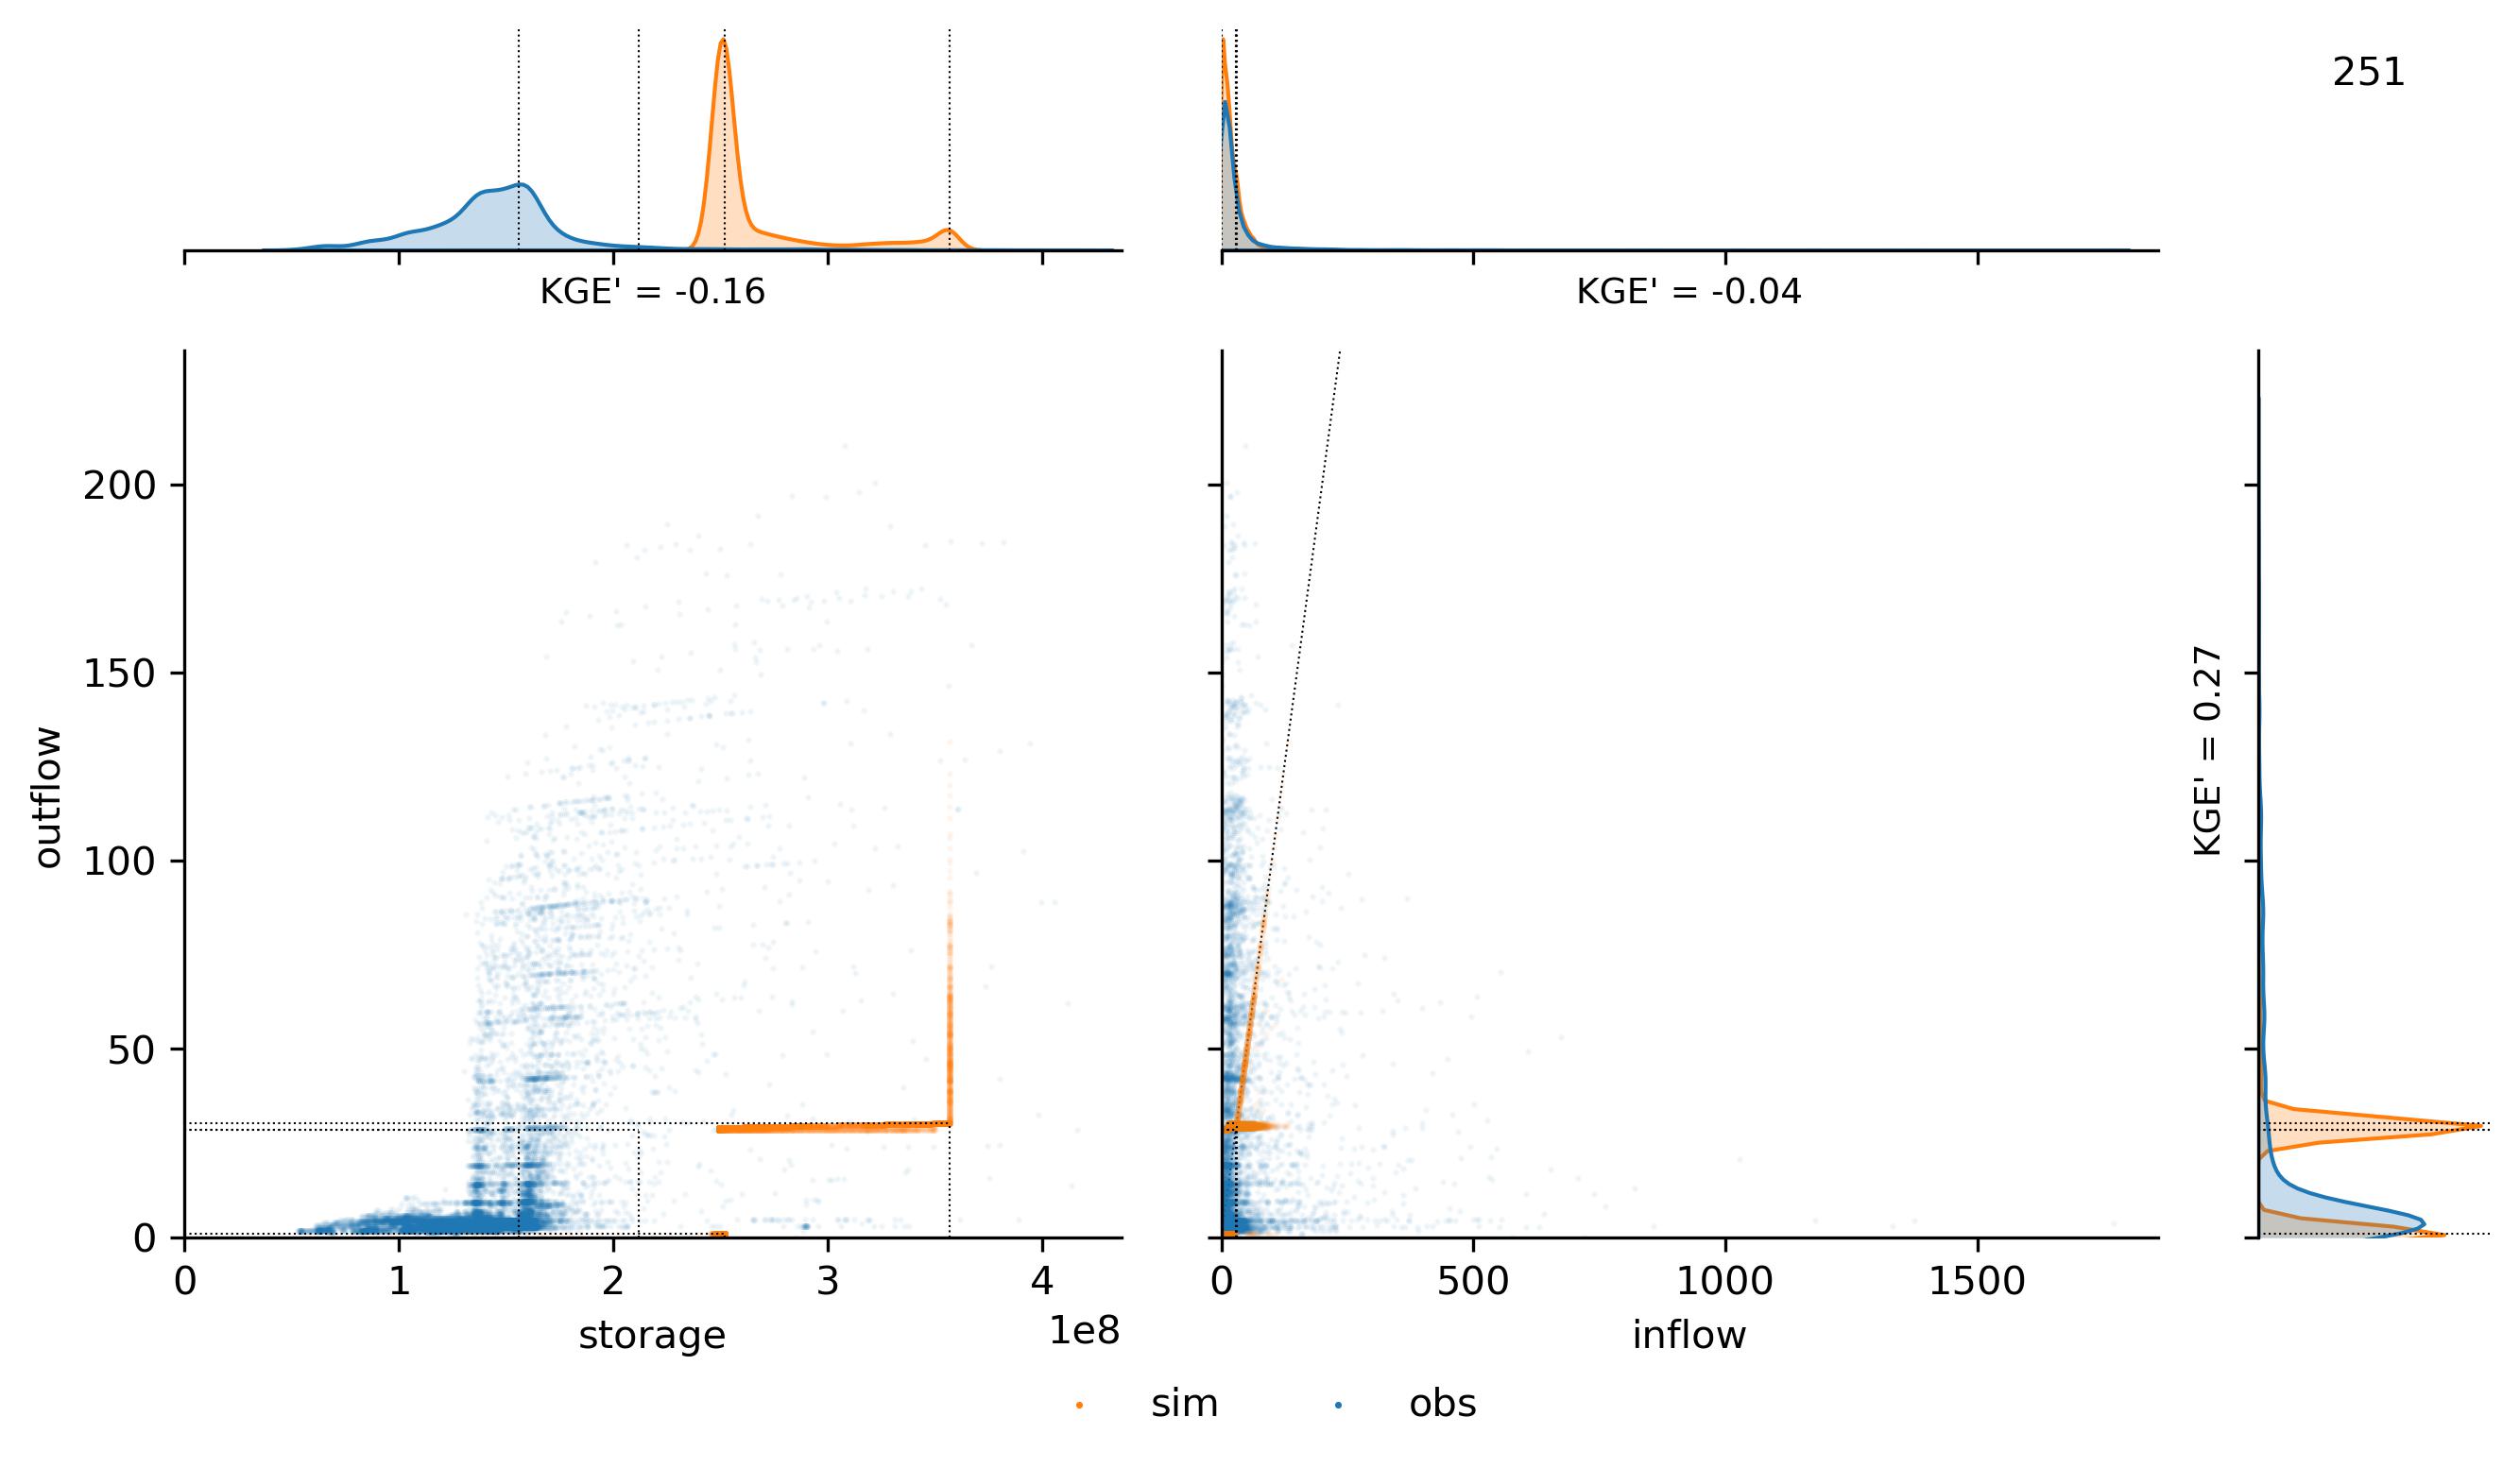 251
KGE' = -0.16
KGE' = -0.04
outflow
200
150
100
50
0
KGE' = 0.27
0 1 2 3 4
1e8
storage
0 500 1000 1500
inflow
sim obs